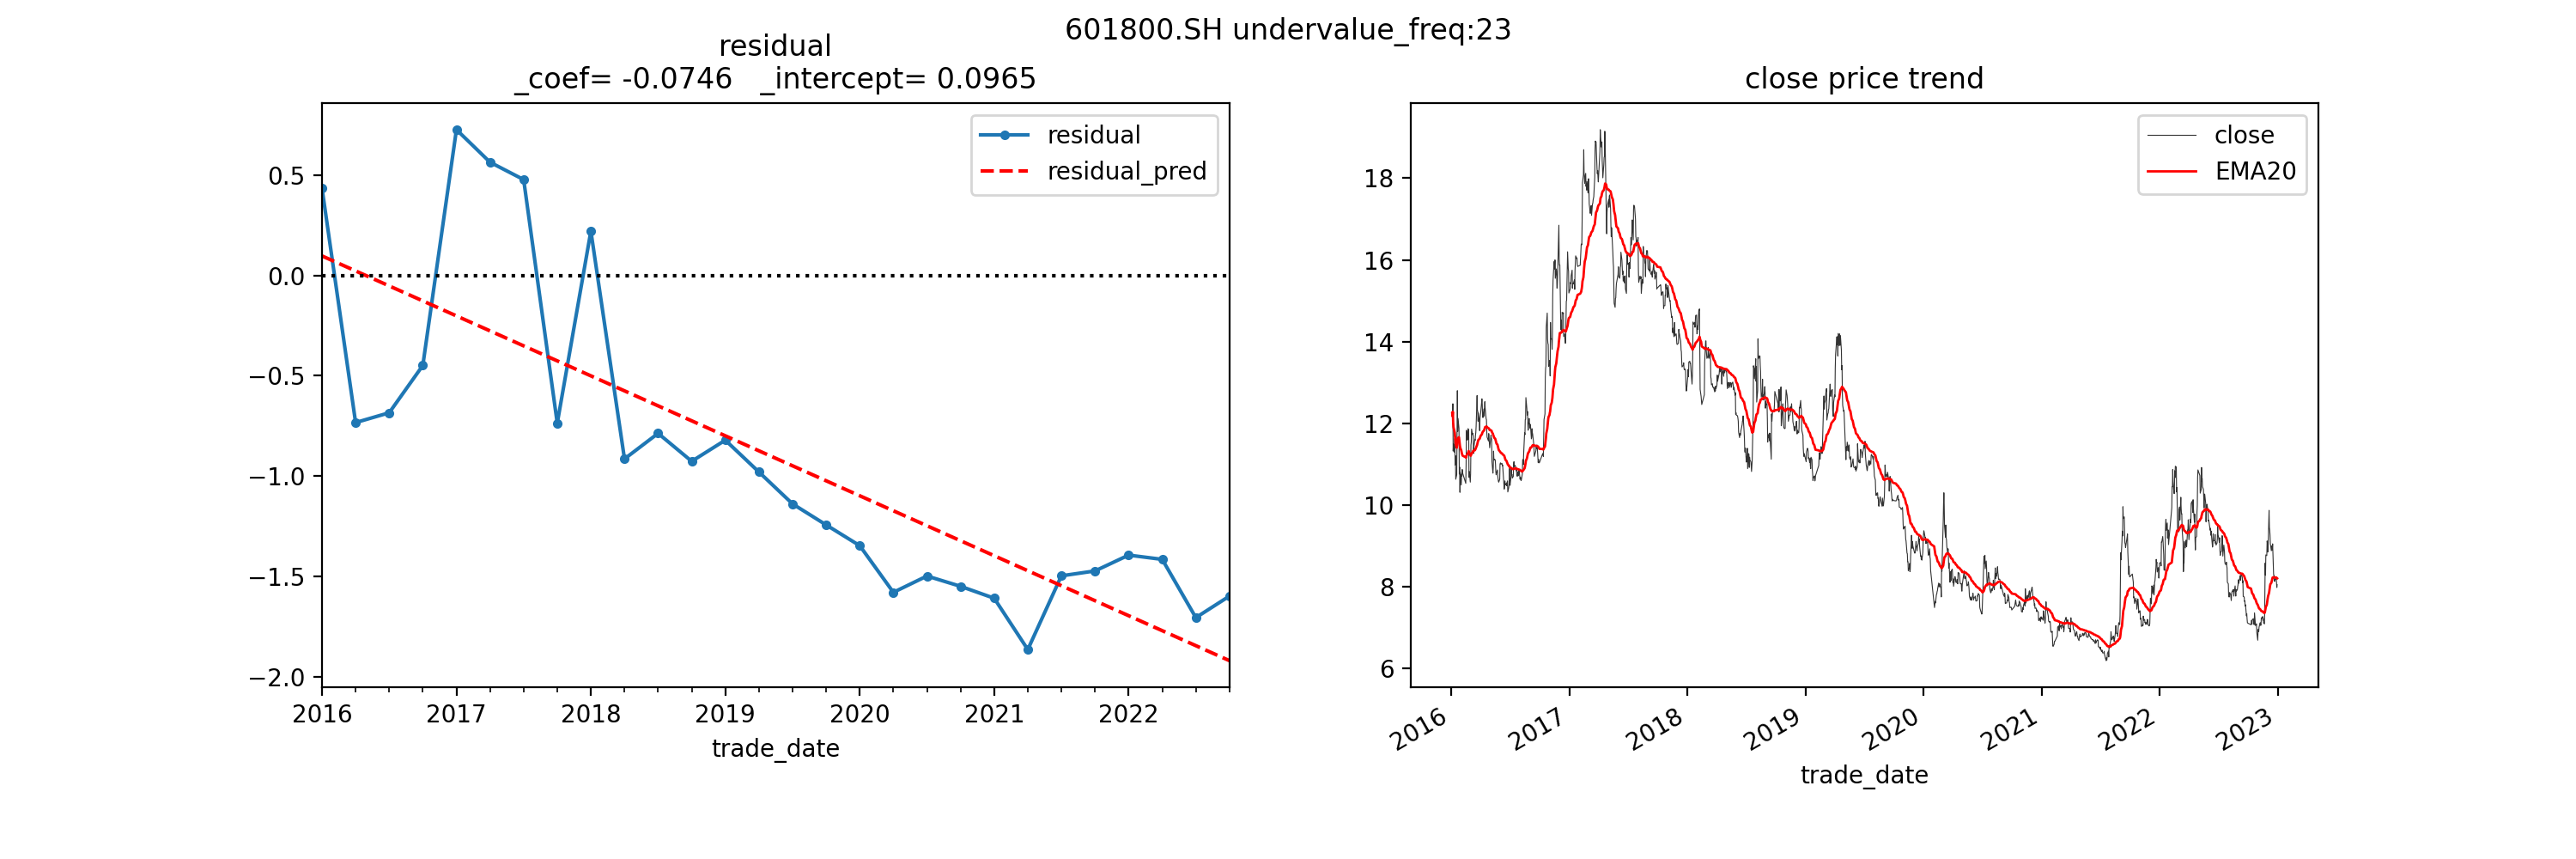 601800.SH undervalue_freq:23
residual
_coef= -0.0746 _intercept= 0.0965
residual
residual_pred
0.5
0.0
−0.5
−1.0
−1.5
−2.0
2016 2017 2018 2019 2020 2021 2022
trade_date
close price trend
close
EMA20
18
16
14
12
10
8
6
2016 2017 2018 2019 2020 2021 2022 2023
trade_date